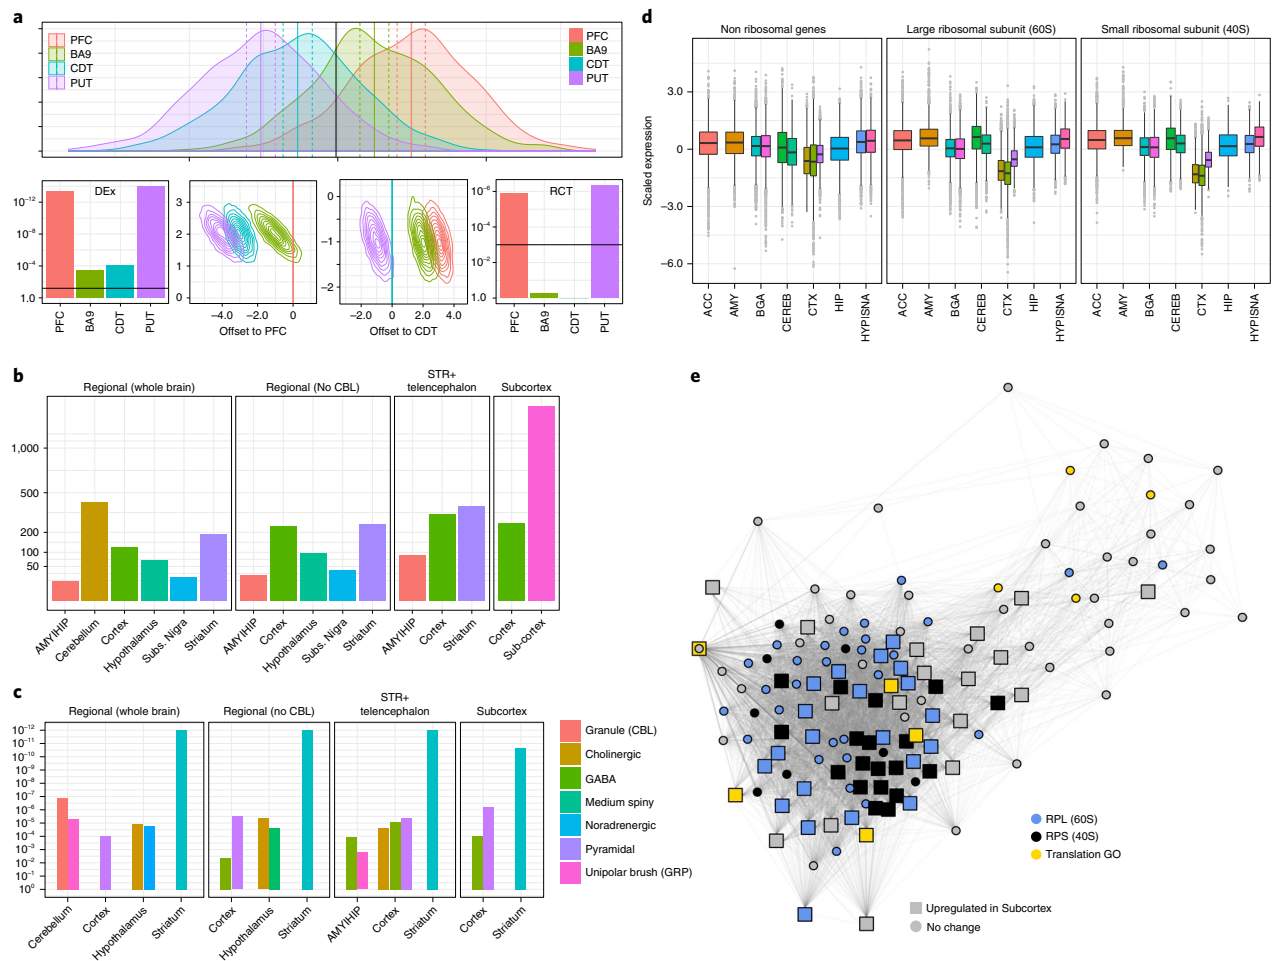 a
PFC
BA9
CDT
PUT
PFC
BA9
CDT
PUT
DEx
10⁻¹²
10⁻⁸
10⁻⁴
1.0
PFC
BA9
CDT
PUT
3
2
1
0
−4.0
−2.0
0
Offset to PFC
0
−1
−2
0
2.0
4.0
Offset to CDT
RCT
10⁻⁶
10⁻⁴
10⁻²
1.0
PFC
BA9
CDT
PUT
b
Regional (whole brain)
Regional (No CBL)
STR+
telencephalon
Subcortex
1,000
500
200
100
50
AMY|HIP
Cerebellum
Cortex
Hypothalamus
Subs. Nigra
Striatum
AMY|HIP
Cortex
Hypothalamus
Subs. Nigra
Striatum
AMY|HIP
Cortex
Striatum
Cortex
Sub-cortex
c
Regional (whole brain)
Regional (no CBL)
STR+
telencephalon
Subcortex
10⁻¹²
10⁻¹¹
10⁻¹⁰
10⁻⁹
10⁻⁸
10⁻⁷
10⁻⁶
10⁻⁵
10⁻⁴
10⁻³
10⁻²
10⁻¹
10⁰
Cerebellum
Cortex
Hypothalamus
Striatum
Cortex
Hypothalamus
Striatum
AMY|HIP
Cortex
Striatum
Cortex
Striatum
Granule (CBL)
Cholinergic
GABA
Medium spiny
Noradrenergic
Pyramidal
Unipolar brush (GRP)
d
Non ribosomal genes
Large ribosomal subunit (60S)
Small ribosomal subunit (40S)
Scaled expression
3.0
0
−3.0
−6.0
ACC
AMY
BGA
CEREB
CTX
HIP
HYP|SNA
ACC
AMY
BGA
CEREB
CTX
HIP
HYP|SNA
ACC
AMY
BGA
CEREB
CTX
HIP
HYP|SNA
e
RPL (60S)
RPS (40S)
Translation GO
Upregulated in Subcortex
No change